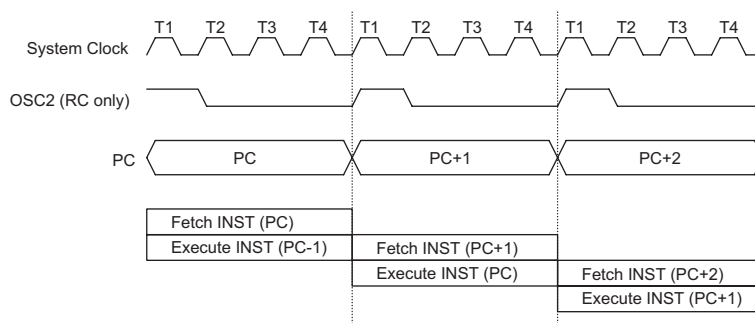 T1 T2 T3 T4 T1 T2 T3 T4 T1 T2 T3 T4
System Clock
OSC2 (RC only)
PC PC PC+1 PC+2
Fetch INST (PC)
Execute INST (PC-1) Fetch INST (PC+1)
Execute INST (PC) Fetch INST (PC+2)
Execute INST (PC+1)